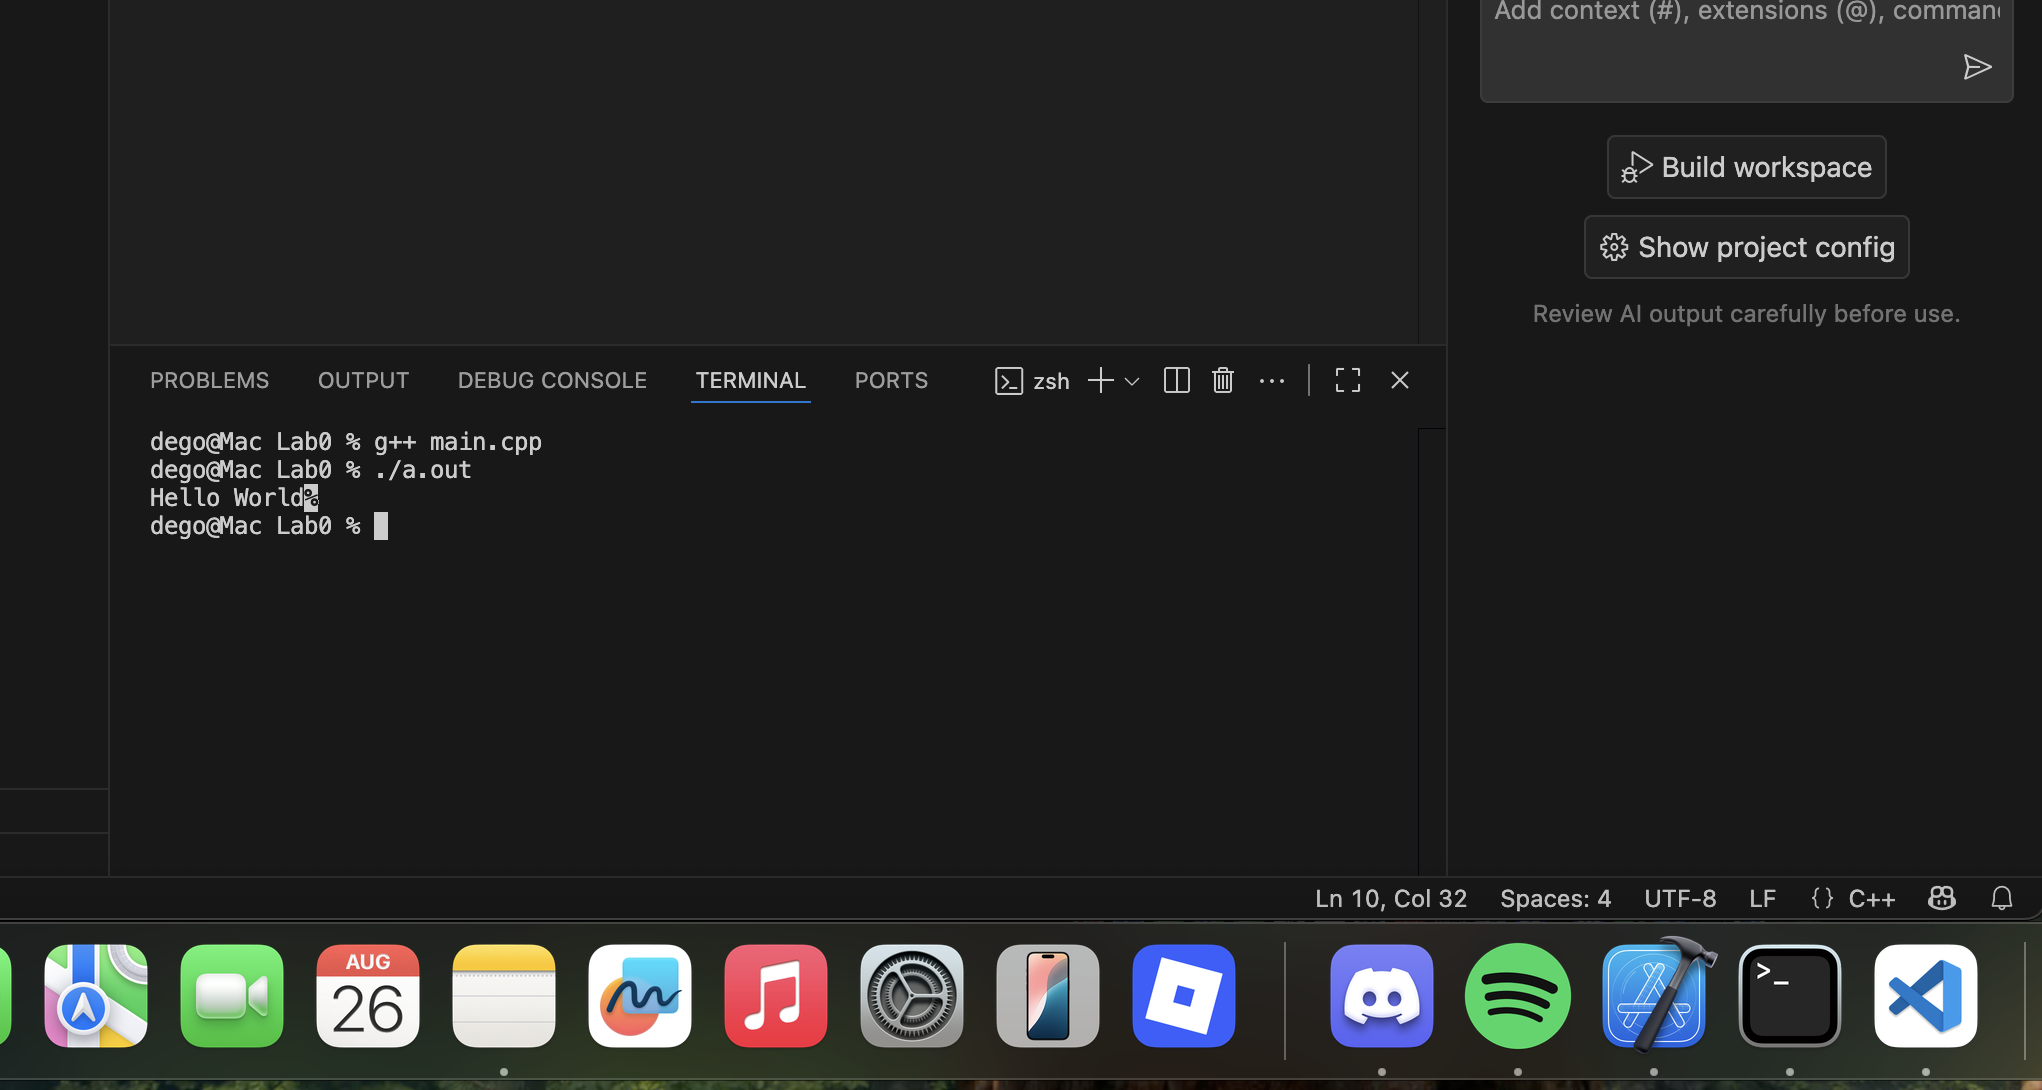 Add context (#), extensions (@), comman
Build workspace
Show project config
Review AI output carefully before use.
PROBLEMS OUTPUT DEBUG CONSOLE TERMINAL PORTS zsh
dego@Mac Lab0 % g++ main.cpp
dego@Mac Lab0 % ./a.out
Hello World%
dego@Mac Lab0 %
Ln 10, Col 32 Spaces: 4 UTF-8 LF {} C++
AUG
26
>_